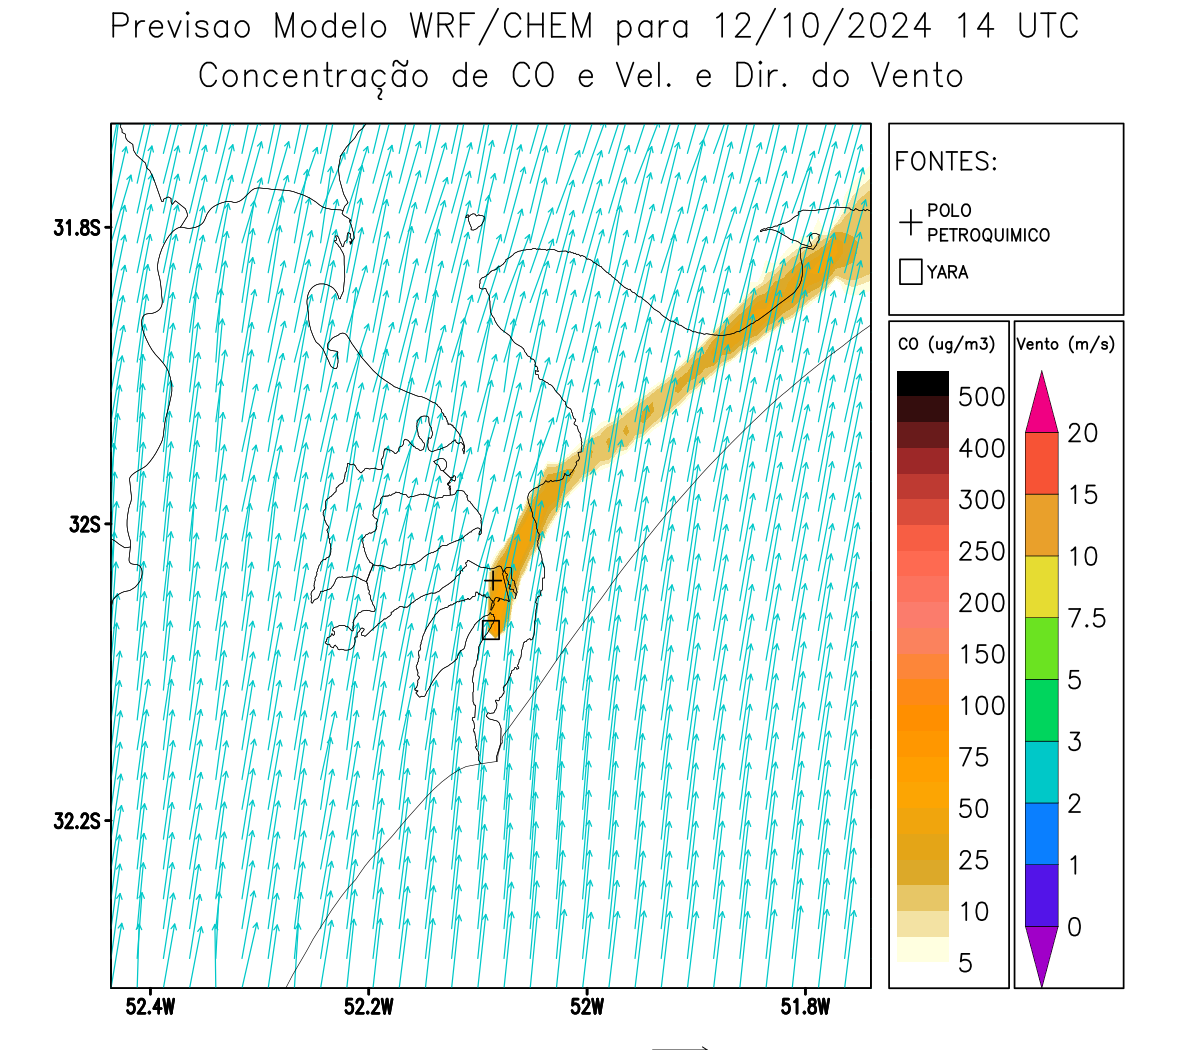 Previsao Modelo WRF/CHEM para 12/10/2024 14 UTC
Concentração de CO e Vel. e Dir. do Vento
FONTES:
POLO
PETROQUIMICO
YARA
CO (ug/m3)
500
400
300
250
200
150
100
75
50
25
10
5
Vento (m/s)
20
15
10
7.5
5
3
2
1
0
31.8S
32S
32.2S
52.4W
52.2W
52W
51.8W